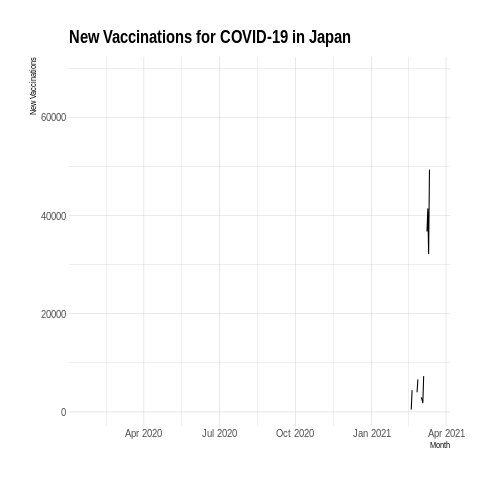 New Vaccinations for COVID-19 in Japan
New Vaccinations
60000
40000
20000
0
Apr 2020 Jul 2020 Oct 2020 Jan 2021 Apr 2021
Month